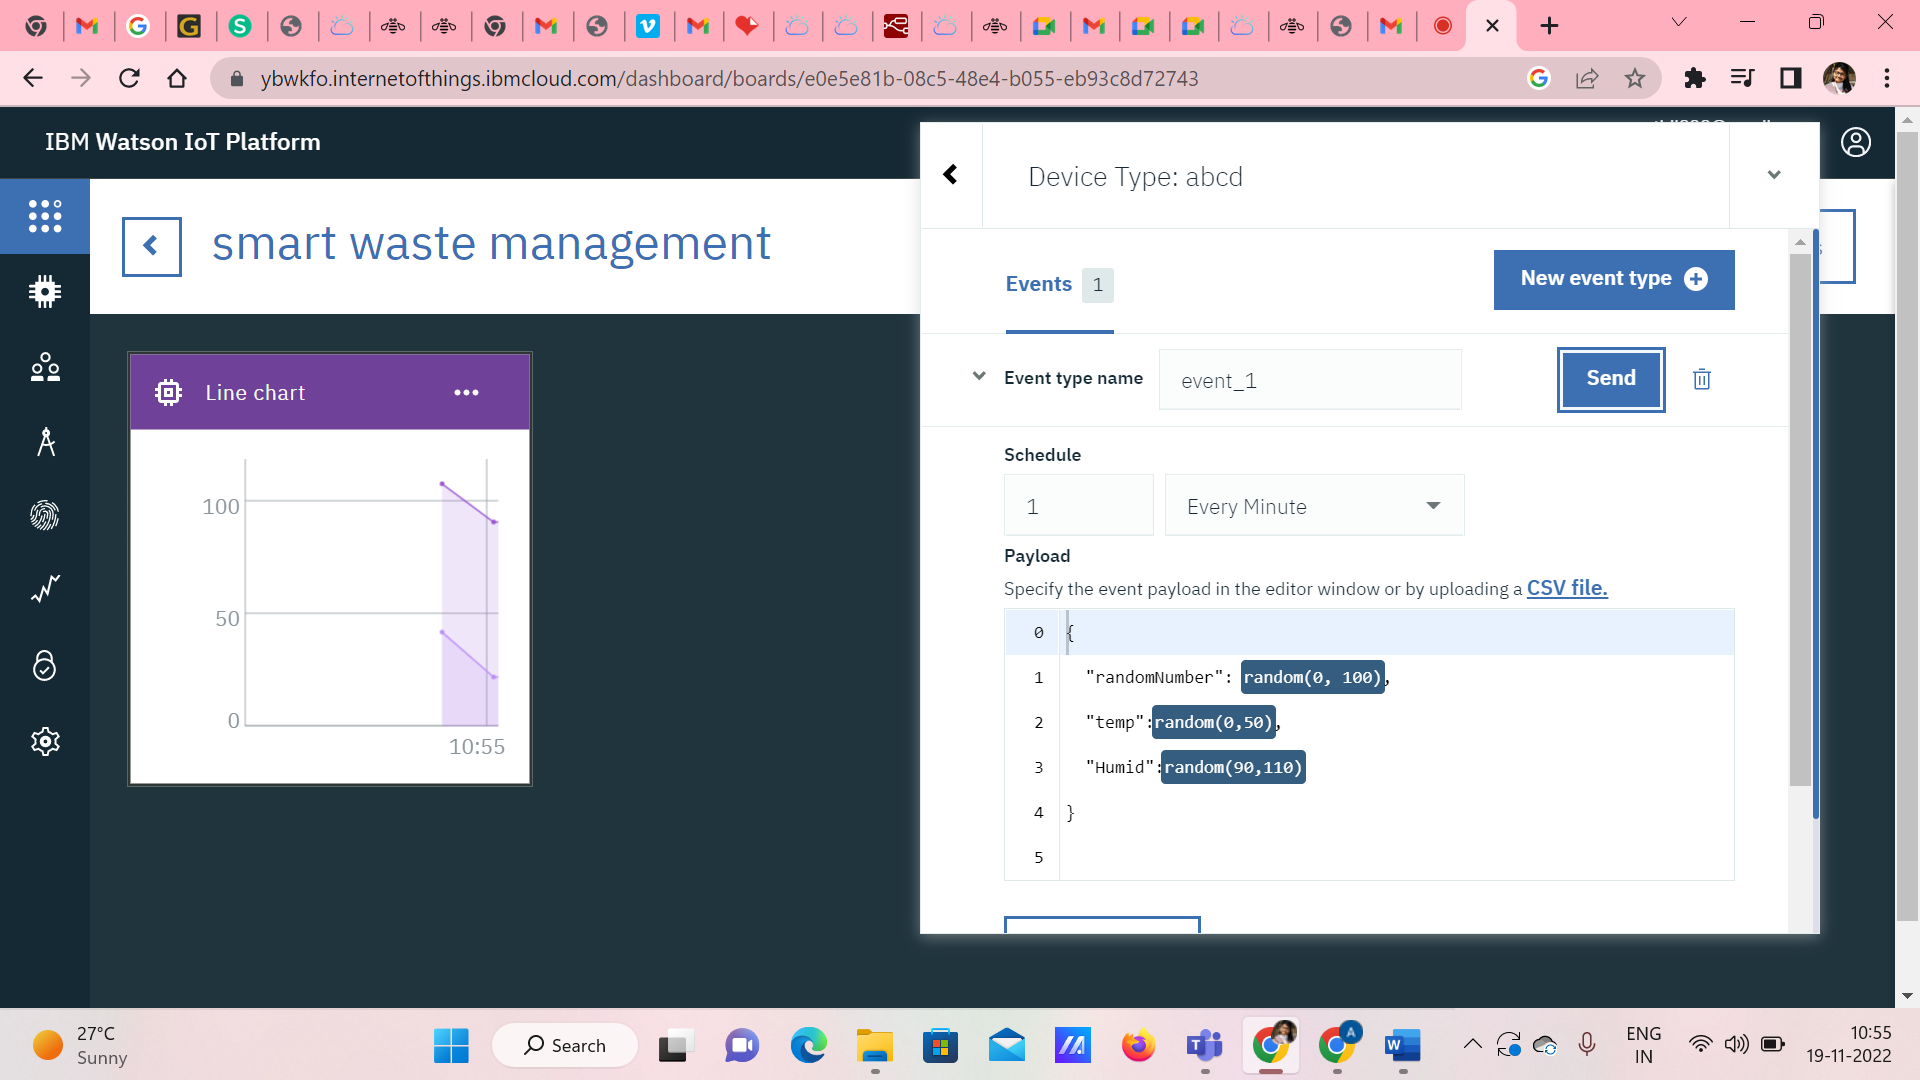 ybwkfo.internetofthings.ibmcloud.com/dashboard/boards/e0e5e81b-08c5-48e4-b055-eb93c8d72743
IBM Watson IoT Platform
Device Type: abcd
smart waste management
Events 1
New event type
Event type name
event_1
Send
Line chart
Schedule
1
Every Minute
100
50
0
10:55
Payload
Specify the event payload in the editor window or by uploading a CSV file.
0 {
1 "randomNumber": random(0, 100),
2 "temp":random(0,50),
3 "Humid":random(90,110)
4 }
5
27°C
Sunny
Search
ENG
IN
10:55
19-11-2022